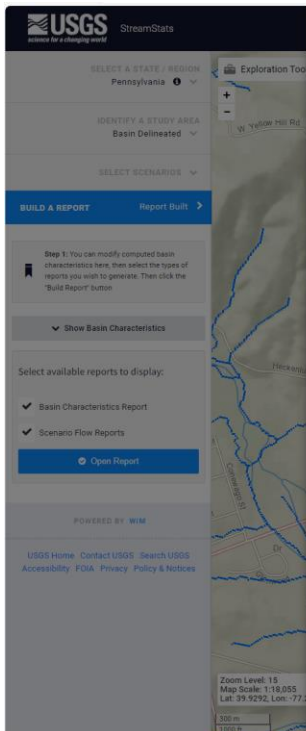 USGS
science for a changing world
StreamStats
SELECT A STATE / REGION
Pennsylvania
IDENTIFY A STUDY AREA
Basin Delineated
SELECT SCENARIOS
BUILD A REPORT
Report Built
Step 1: You can modify computed basin
characteristics here, then select the types of
reports you wish to generate. Then click the
"Build Report" button
Show Basin Characteristics
Select available reports to display:
Basin Characteristics Report
Scenario Flow Reports
Open Report
POWERED BY WIM
USGS Home Contact USGS Search USGS
Accessibility FOIA Privacy Policy & Notices
Exploration Too
+
-
W Yellow Hill Rd
Conewago St
Dr
Zoom Level: 15
Map Scale: 1:18,055
Lat: 39.9292, Lon: -77.
300 m
1000 ft